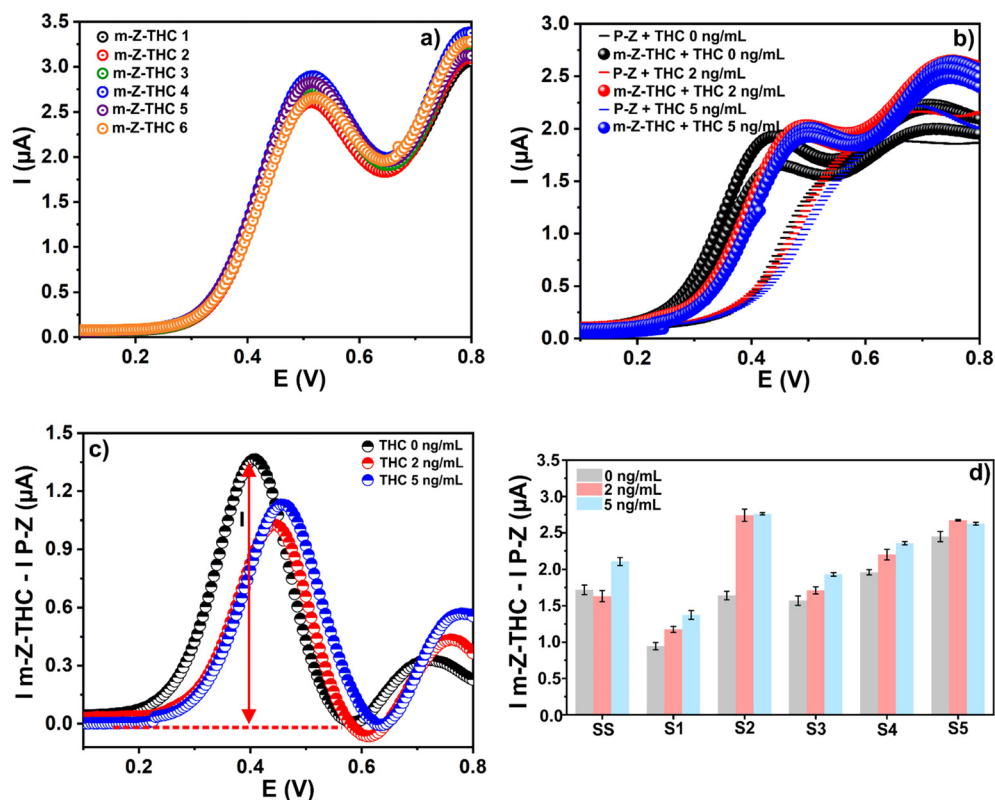 a)
m-Z-THC 1
m-Z-THC 2
m-Z-THC 3
m-Z-THC 4
m-Z-THC 5
m-Z-THC 6
I (µA)
3.5
3.0
2.5
2.0
1.5
1.0
0.5
0.0
0.2 0.4 0.6 0.8
E (V)
b)
P-Z + THC 0 ng/mL
m-Z-THC + THC 0 ng/mL
P-Z + THC 2 ng/mL
m-Z-THC + THC 2 ng/mL
P-Z + THC 5 ng/mL
m-Z-THC + THC 5 ng/mL
I (µA)
3.0
2.5
2.0
1.5
1.0
0.5
0.0
0.2 0.4 0.6 0.8
E (V)
c)
THC 0 ng/mL
THC 2 ng/mL
THC 5 ng/mL
I
I m-Z-THC - I P-Z (µA)
1.5
1.2
0.9
0.6
0.3
0.0
0.2 0.4 0.6 0.8
E (V)
d)
0 ng/mL
2 ng/mL
5 ng/mL
I m-Z-THC - I P-Z (µA)
3.5
3.0
2.5
2.0
1.5
1.0
0.5
0.0
SS S1 S2 S3 S4 S5